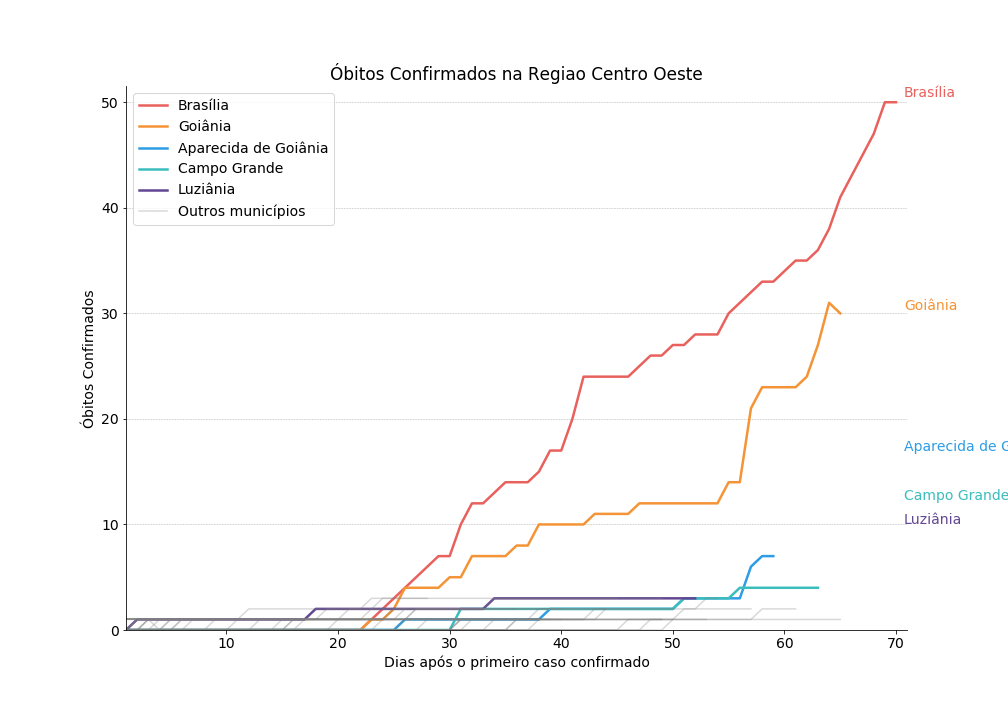 Óbitos Confirmados na Regiao Centro Oeste
Brasília
Goiânia
Aparecida de Goiânia
Campo Grande
Luziânia
Outros municípios
50
40
30
20
10
0
Óbitos Confirmados
10 20 30 40 50 60 70
Dias após o primeiro caso confirmado
Brasília
Goiânia
Aparecida de G
Campo Grande
Luziânia